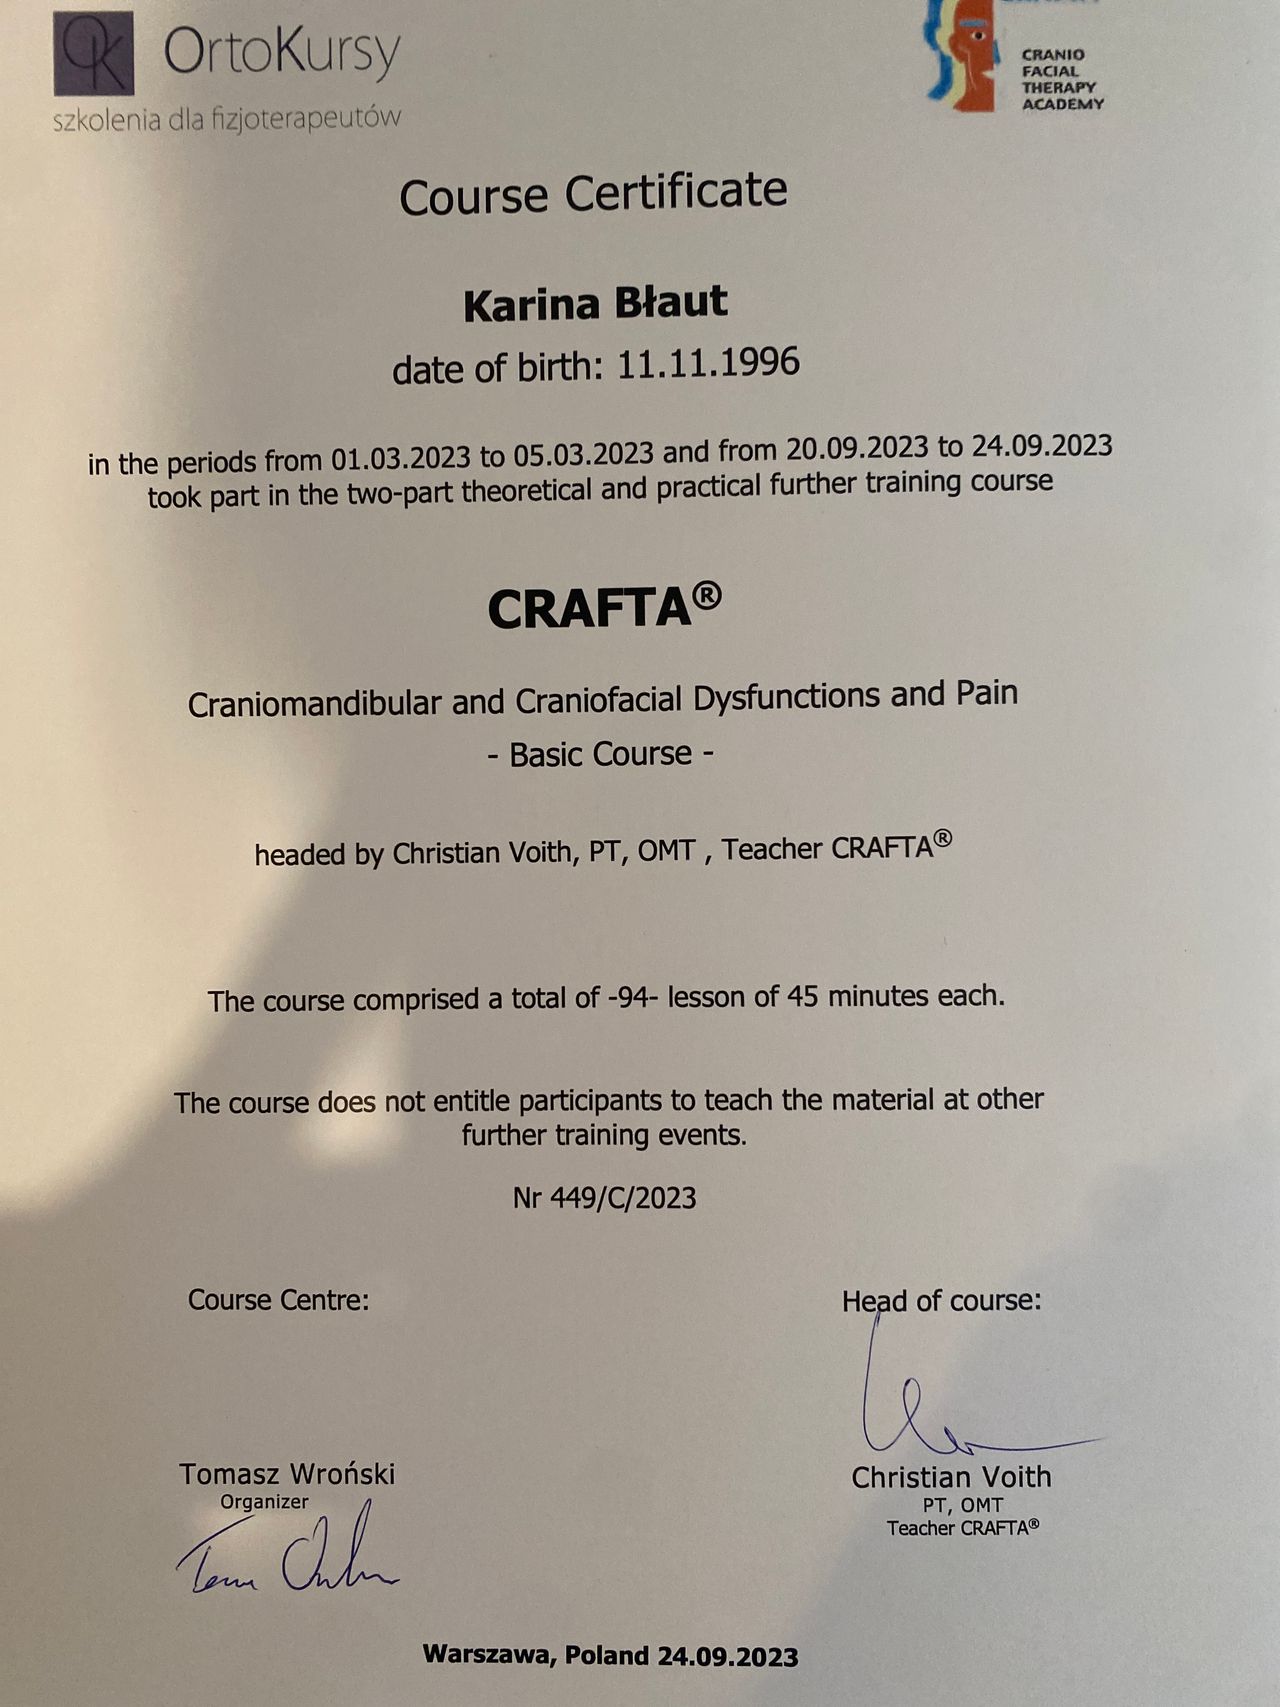 OK OrtoKursy
szkolenia dla fizjoterapeutów
CRANIO
FACIAL
THERAPY
ACADEMY
Course Certificate
Karina Błaut
date of birth: 11.11.1996
in the periods from 01.03.2023 to 05.03.2023 and from 20.09.2023 to 24.09.2023
took part in the two-part theoretical and practical further training course
CRAFTA®
Craniomandibular and Craniofacial Dysfunctions and Pain
- Basic Course -
headed by Christian Voith, PT, OMT , Teacher CRAFTA®
The course comprised a total of -94- lesson of 45 minutes each.
The course does not entitle participants to teach the material at other
further training events.
Nr 449/C/2023
Course Centre:
Head of course:
Tomasz Wroński
Organizer
Christian Voith
PT, OMT
Teacher CRAFTA®
Warszawa, Poland 24.09.2023